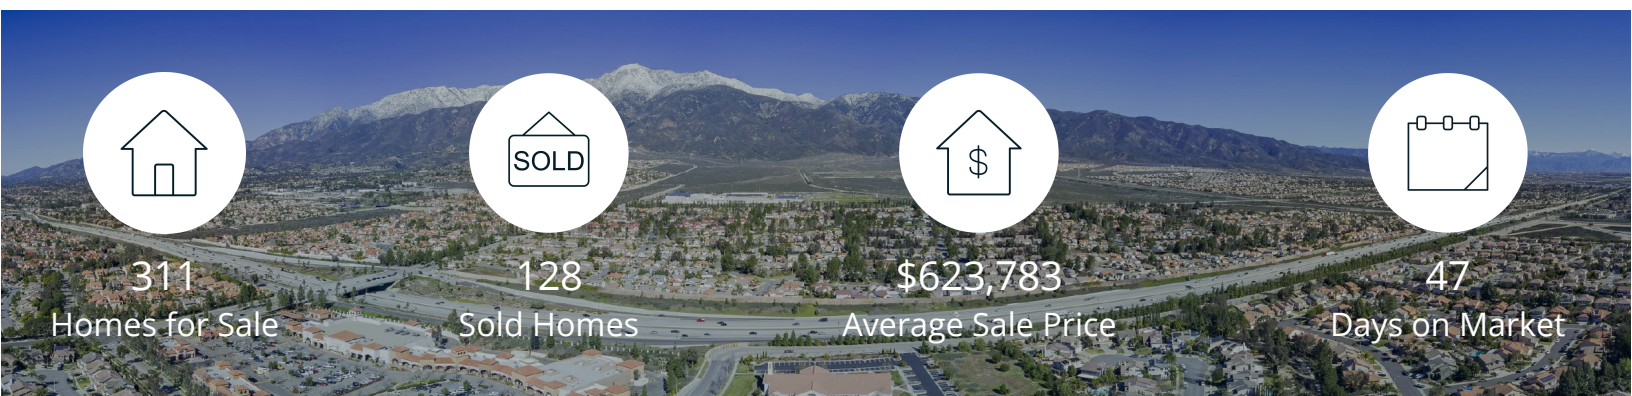 SOLD
$
311
Homes for Sale
128
Sold Homes
$623,783
Average Sale Price
47
Days on Market